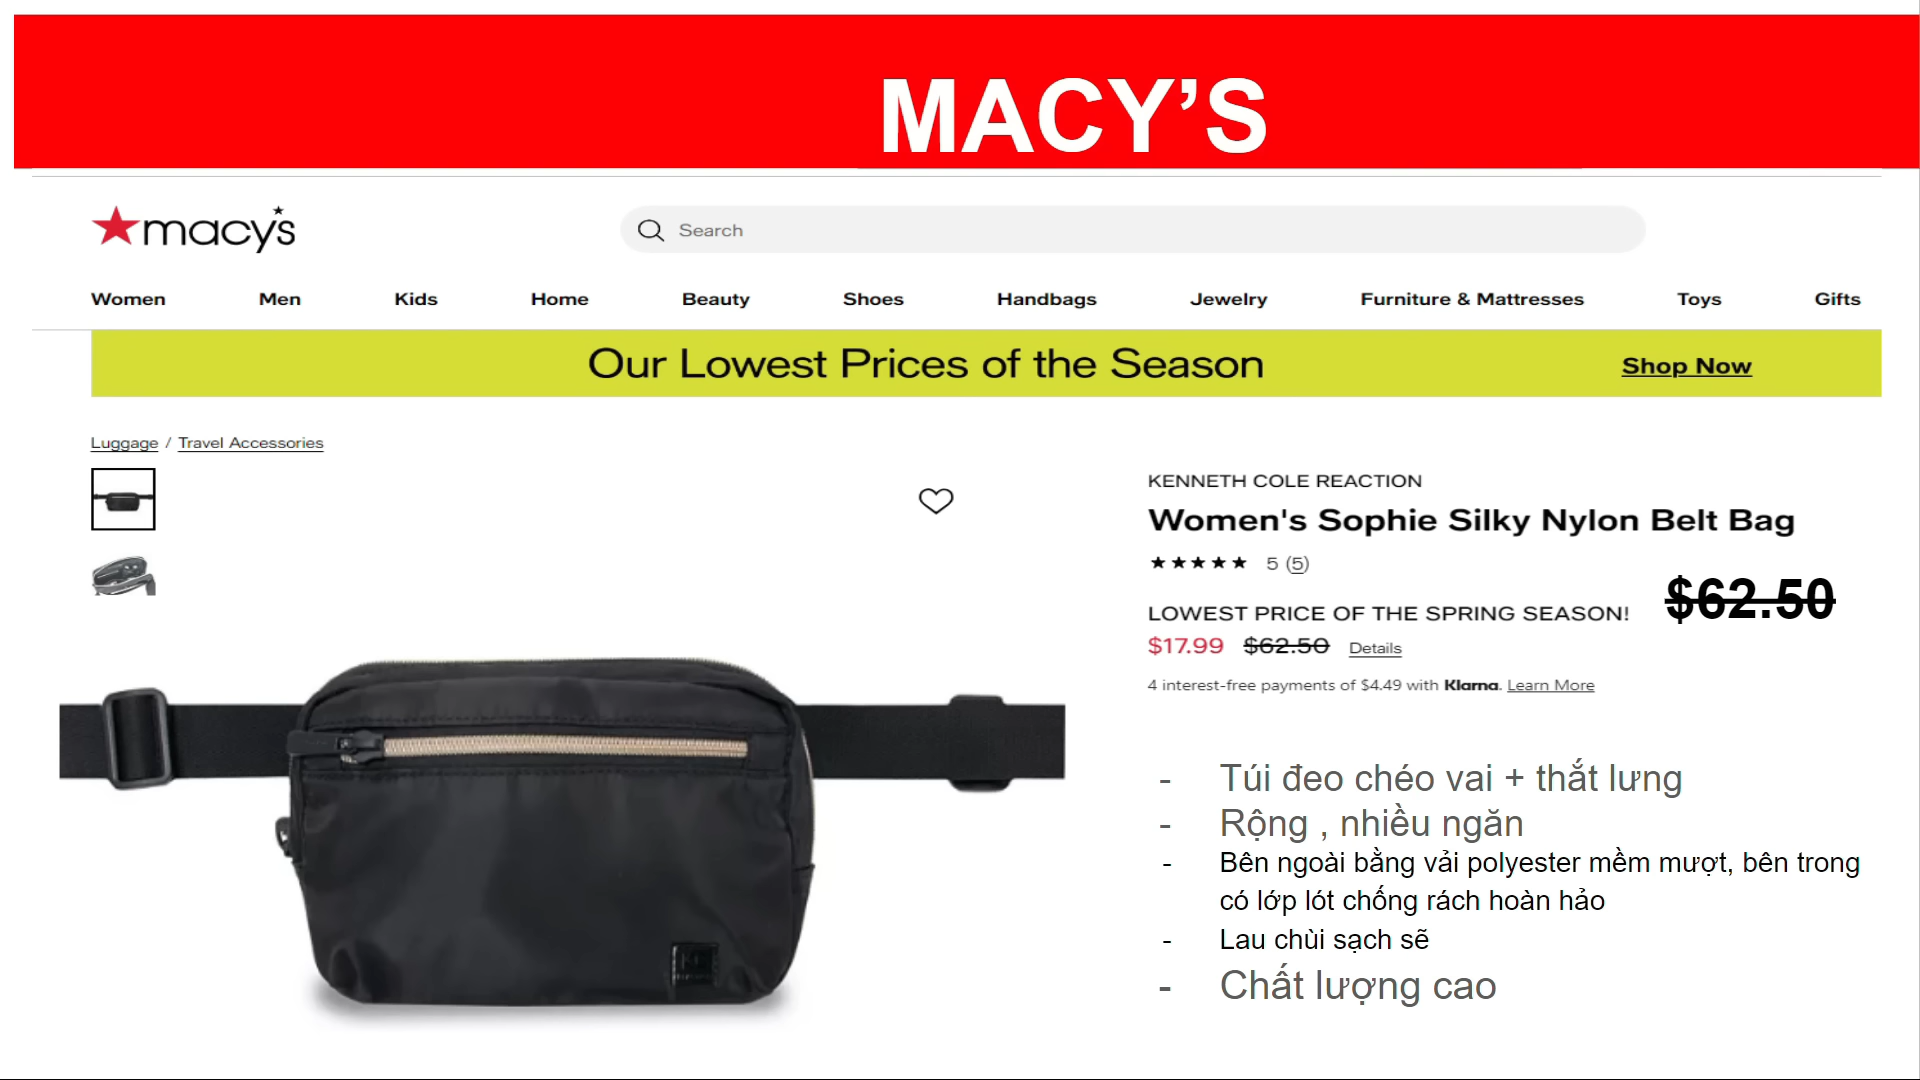 MACY’S
macy's
Search
Women Men Kids Home Beauty Shoes Handbags Jewelry Furniture & Mattresses Toys Gifts
Our Lowest Prices of the Season Shop Now
Luggage / Travel Accessories
KENNETH COLE REACTION
Women's Sophie Silky Nylon Belt Bag
5 (5)
$62.50
LOWEST PRICE OF THE SPRING SEASON!
$17.99 $62.50 Details
4 interest-free payments of $4.49 with Klarna. Learn More
- Túi đeo chéo vai + thắt lưng
- Rộng , nhiều ngăn
- Bên ngoài bằng vải polyester mềm mượt, bên trong
có lớp lót chống rách hoàn hảo
- Lau chùi sạch sẽ
- Chất lượng cao